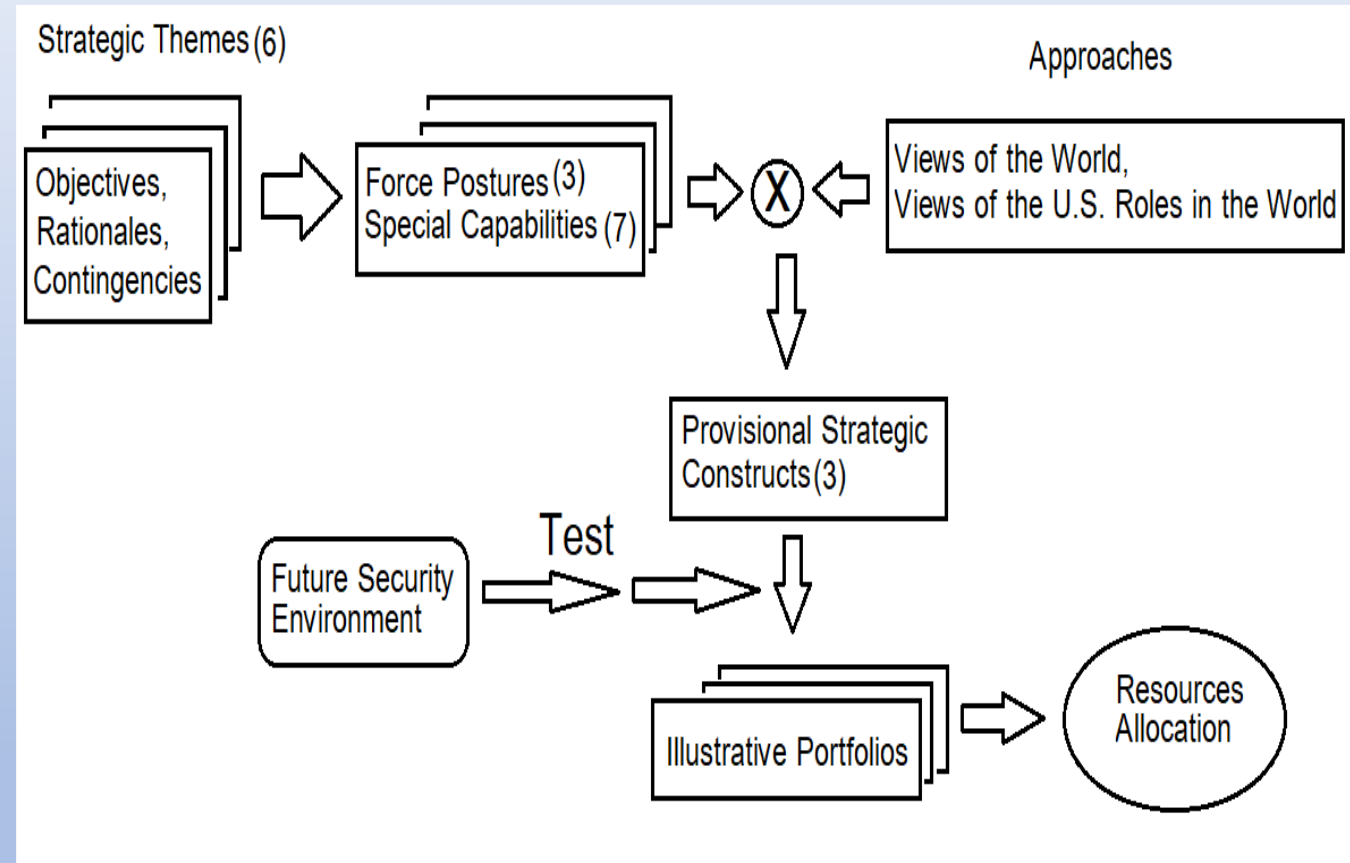 Strategic Themes (6)
Approaches
Objectives,
Rationales,
Contingencies
Force Postures (3)
Special Capabilities (7)
X
Views of the World,
Views of the U.S. Roles in the World
Provisional Strategic
Constructs (3)
Test
Future Security
Environment
Illustrative Portfolios
Resources
Allocation